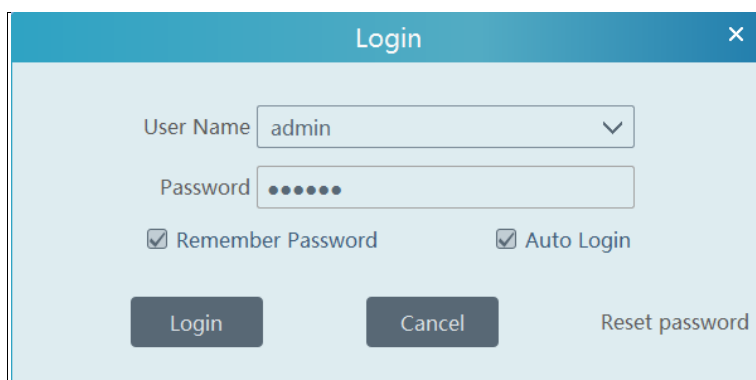 Login
User Name admin
Password ●●●●●●
Remember Password Auto Login
Login Cancel Reset password